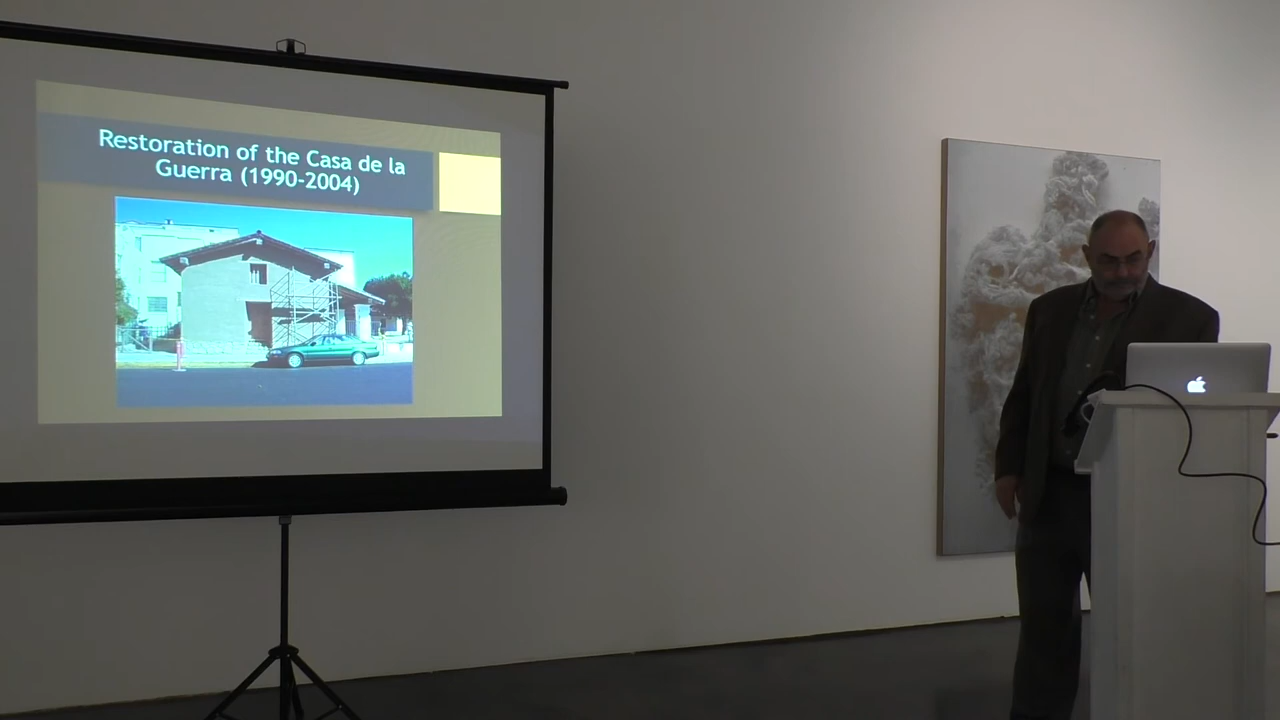 Restoration of the Casa de la
Guerra (1990-2004)